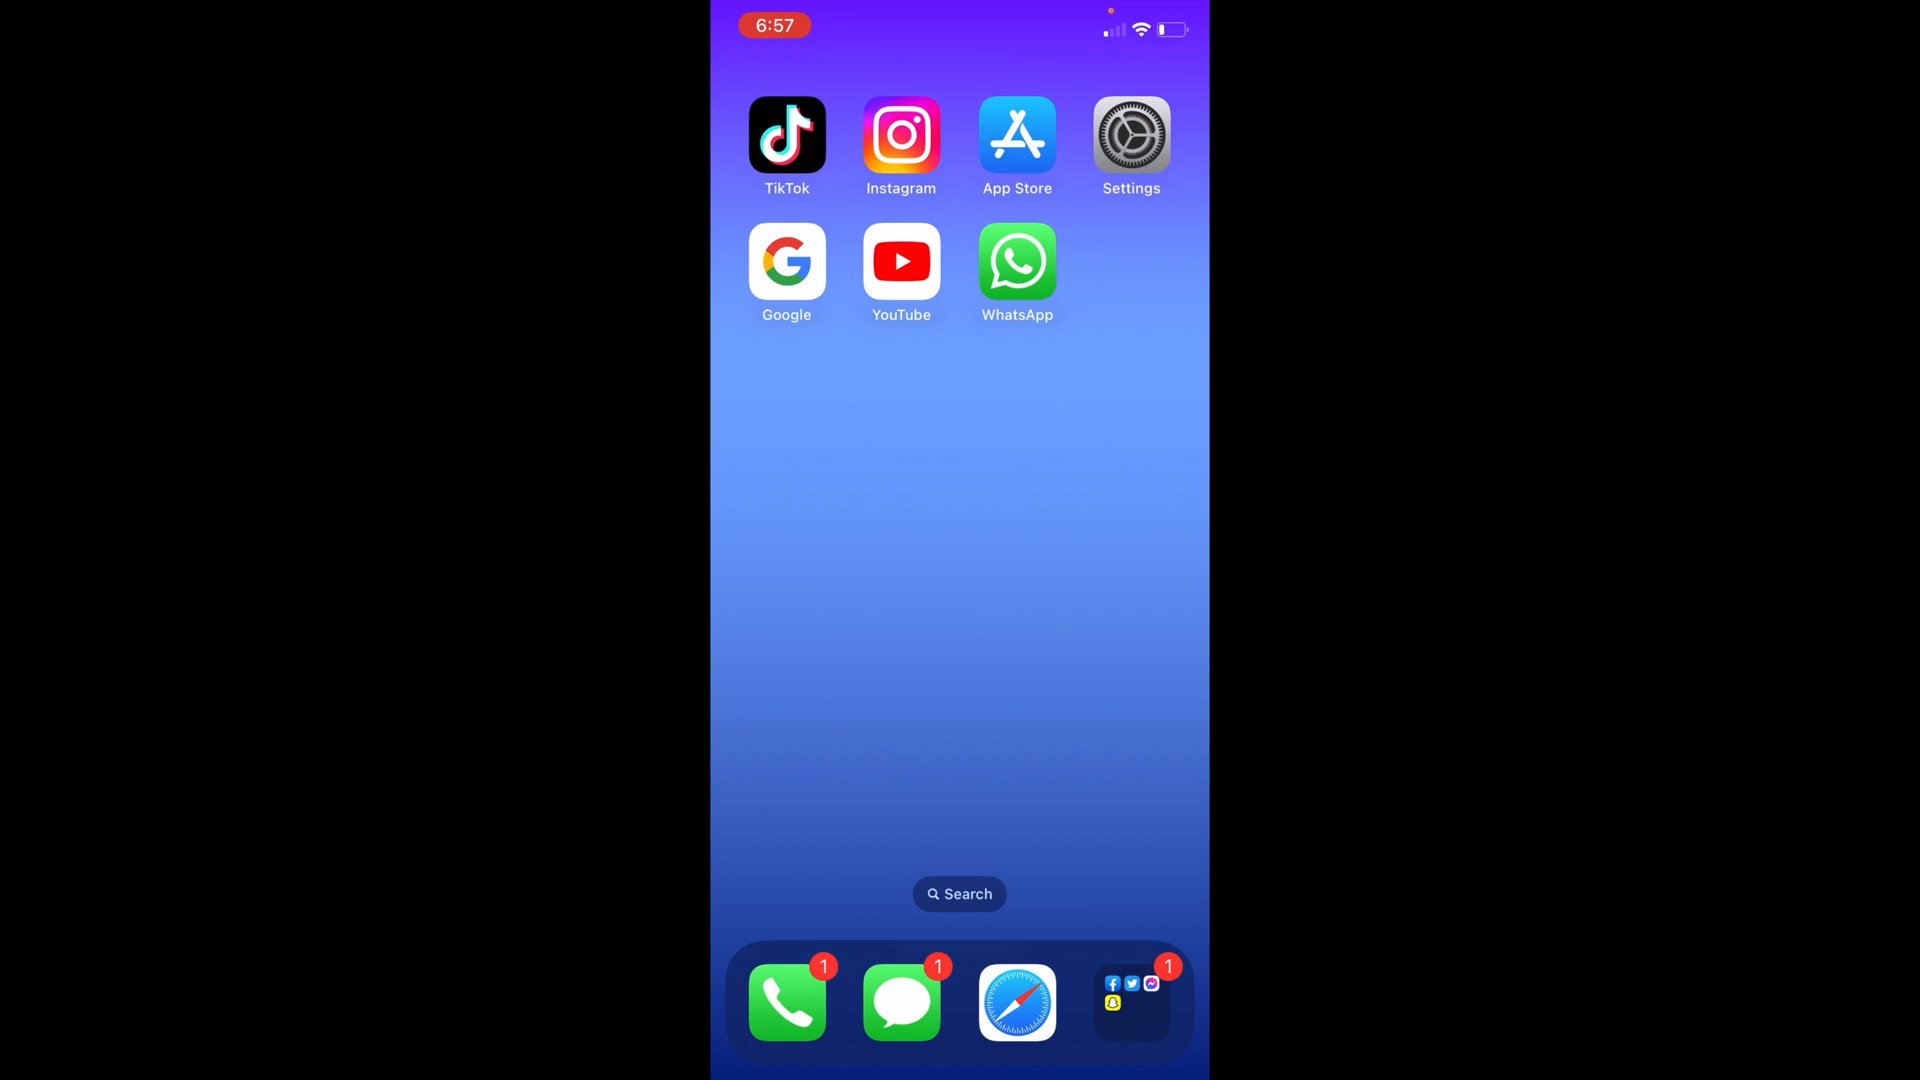 6:57
TikTok
Instagram
App Store
Settings
Google
YouTube
WhatsApp
Search
1
1
1